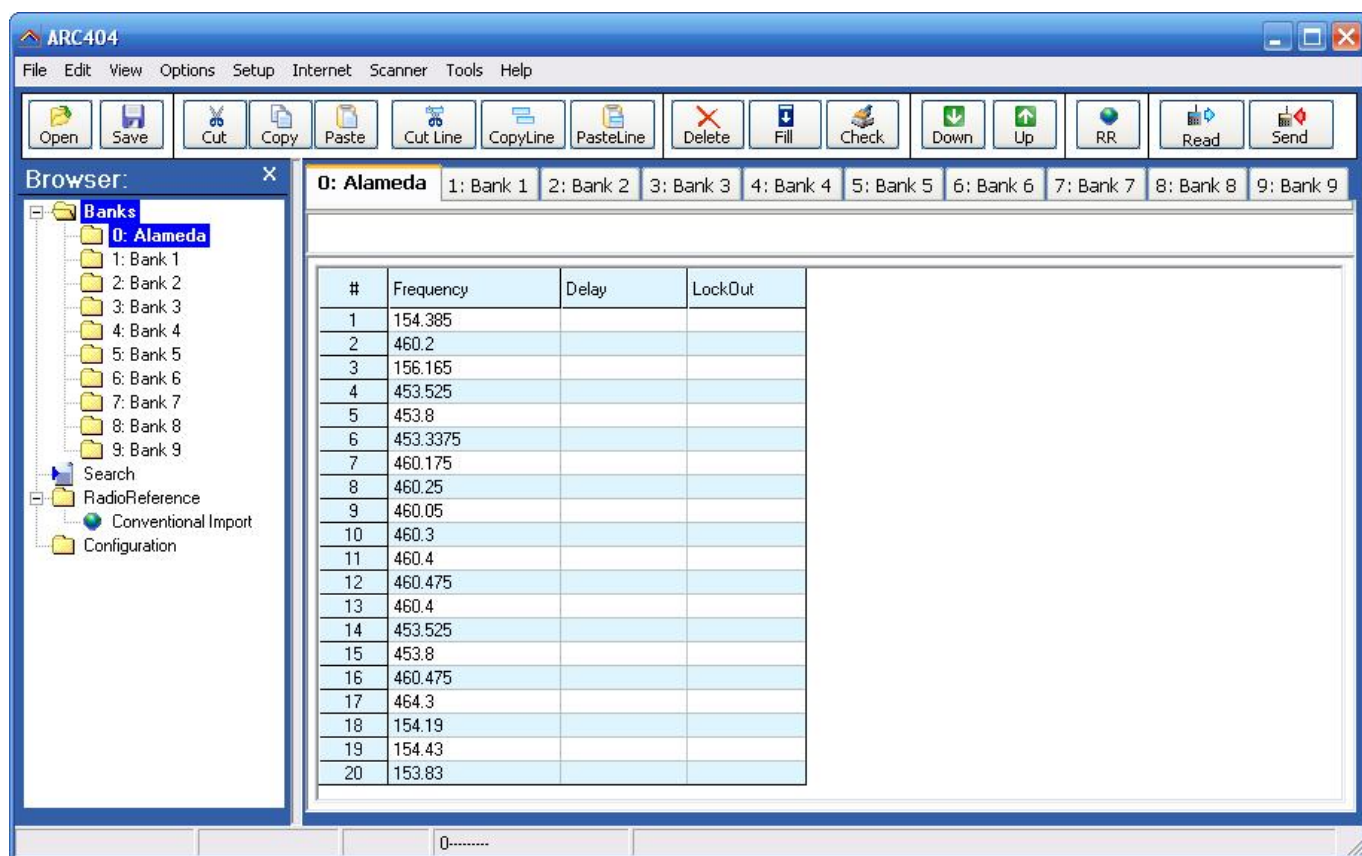 ARC404
File Edit View Options Setup Internet Scanner Tools Help
Open Save Cut Copy Paste Cut Line CopyLine PasteLine Delete Fill Check Down Up RR Read Send
Browser: X
Banks
0: Alameda
1: Bank 1
2: Bank 2
3: Bank 3
4: Bank 4
5: Bank 5
6: Bank 6
7: Bank 7
8: Bank 8
9: Bank 9
Search
RadioReference
Conventional Import
Configuration
0: Alameda 1: Bank 1 2: Bank 2 3: Bank 3 4: Bank 4 5: Bank 5 6: Bank 6 7: Bank 7 8: Bank 8 9: Bank 9
# Frequency Delay LockOut
1 154.385
2 460.2
3 156.165
4 453.525
5 453.8
6 453.3375
7 460.175
8 460.25
9 460.05
10 460.3
11 460.4
12 460.475
13 460.4
14 453.525
15 453.8
16 460.475
17 464.3
18 154.19
19 154.43
20 153.83
0---------